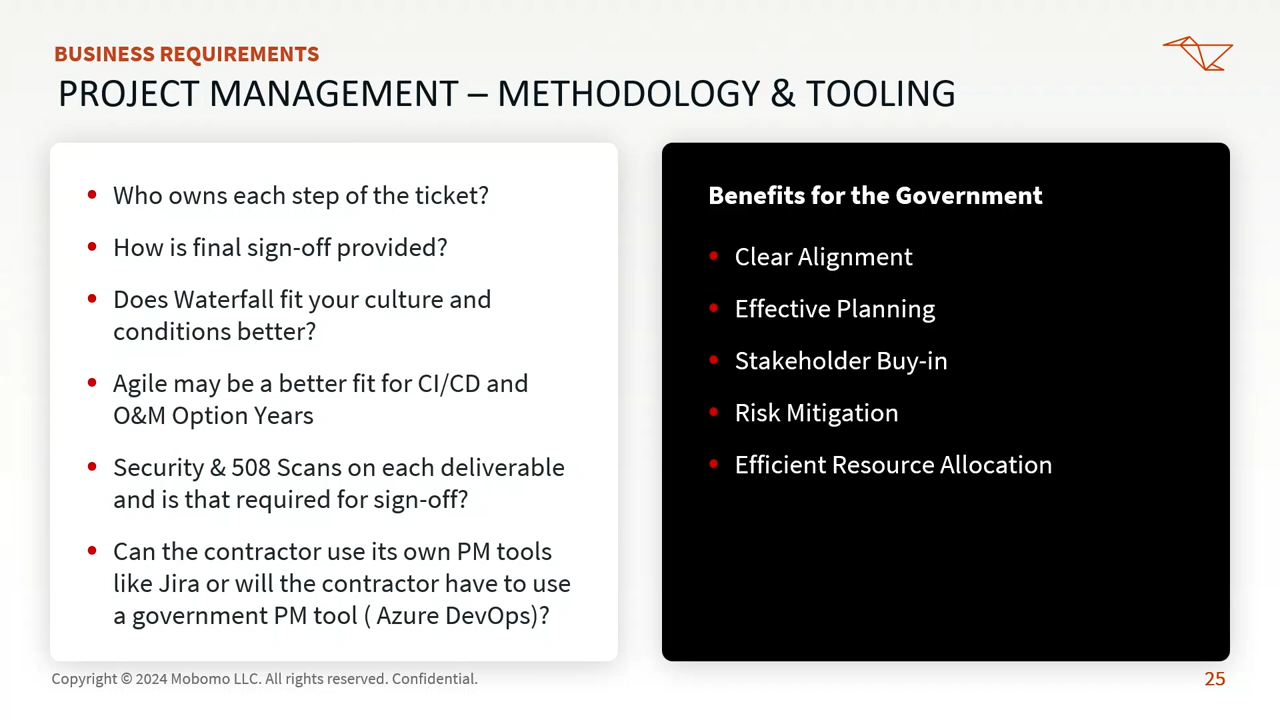 BUSINESS REQUIREMENTS
PROJECT MANAGEMENT – METHODOLOGY & TOOLING
• Who owns each step of the ticket?
• How is final sign-off provided?
• Does Waterfall fit your culture and
conditions better?
• Agile may be a better fit for CI/CD and
O&M Option Years
• Security & 508 Scans on each deliverable
and is that required for sign-off?
• Can the contractor use its own PM tools
like Jira or will the contractor have to use
a government PM tool ( Azure DevOps)?
Benefits for the Government
• Clear Alignment
• Effective Planning
• Stakeholder Buy-in
• Risk Mitigation
• Efficient Resource Allocation
Copyright © 2024 Mobomo LLC. All rights reserved. Confidential.
25